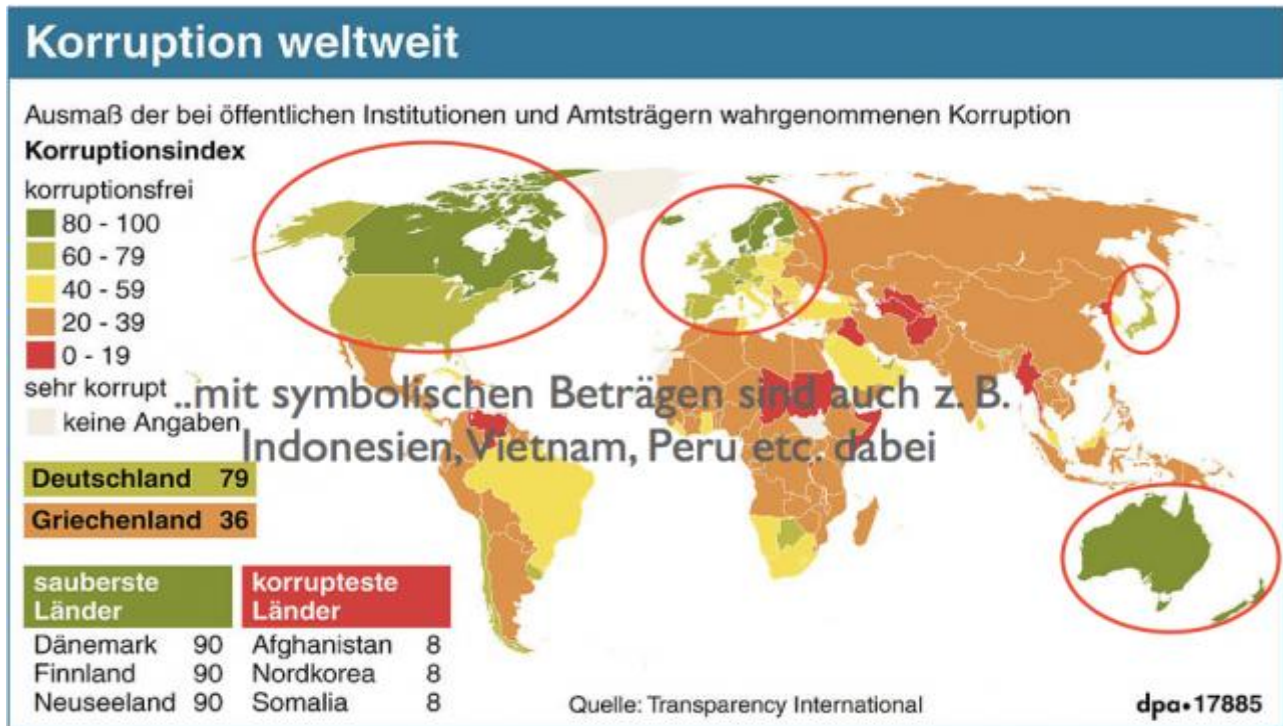 Korruption weltweit
Ausmaß der bei öffentlichen Institutionen und Amtsträgern wahrgenommenen Korruption
Korruptionsindex
korruptionsfrei
80 - 100
60 - 79
40 - 59
20 - 39
0 - 19
sehr korrupt
keine Angaben
...mit symbolischen Beträgen sind auch z. B.
Indonesien, Vietnam, Peru etc. dabei
Deutschland 79
Griechenland 36
sauberste
Länder
Dänemark 90
Finnland 90
Neuseeland 90
korrupteste
Länder
Afghanistan 8
Nordkorea 8
Somalia 8
Quelle: Transparency International
dpa•17885